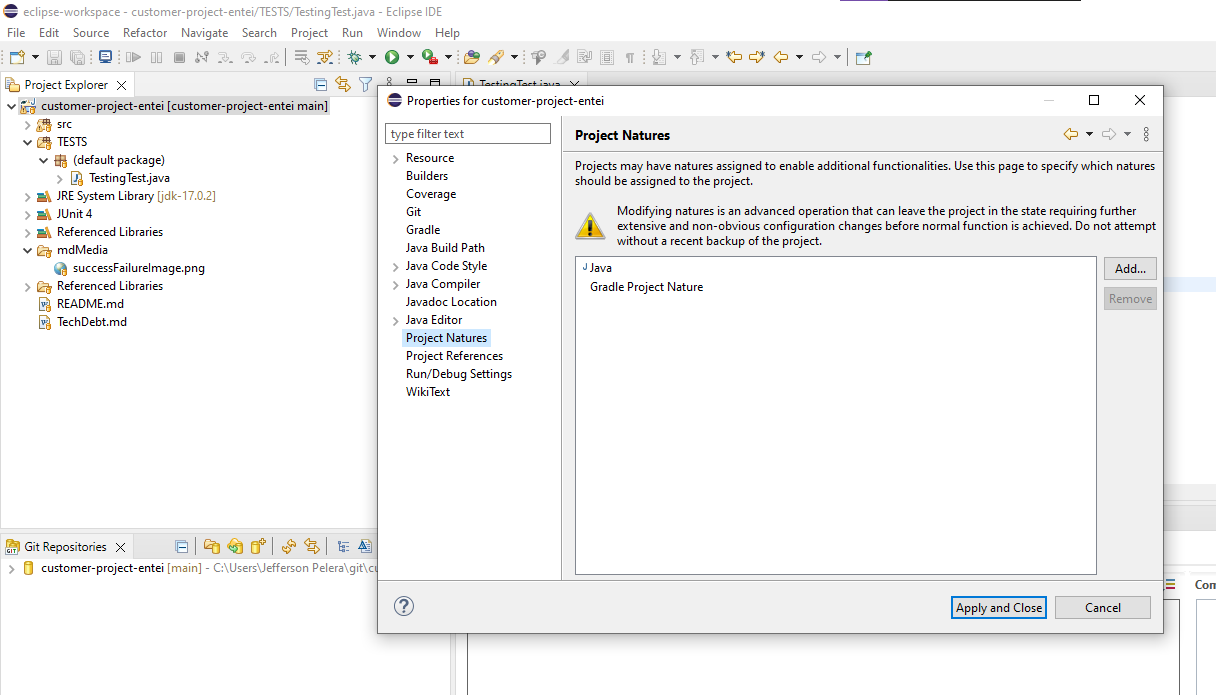 eclipse-workspace - customer-project-entei/TESTS/TestingTest.java - Eclipse IDE
File Edit Source Refactor Navigate Search Project Run Window Help
Project Explorer
TestingTest.java
customer-project-entei [customer-project-entei main]
src
TESTS
(default package)
TestingTest.java
JRE System Library [jdk-17.0.2]
JUnit 4
Referenced Libraries
mdMedia
successFailureImage.png
Referenced Libraries
README.md
TechDebt.md
Git Repositories
customer-project-entei [main] - C:\Users\Jefferson Pelera\git\cu
Properties for customer-project-entei
type filter text
Resource
Builders
Coverage
Git
Gradle
Java Build Path
Java Code Style
Java Compiler
Javadoc Location
Java Editor
Project Natures
Project References
Run/Debug Settings
WikiText
Project Natures
Projects may have natures assigned to enable additional functionalities. Use this page to specify which natures
should be assigned to the project.
Modifying natures is an advanced operation that can leave the project in the state requiring further
extensive and non-obvious configuration changes before normal function is achieved. Do not attempt
without a recent backup of the project.
Java
Gradle Project Nature
Add...
Remove
Apply and Close
Cancel
Com